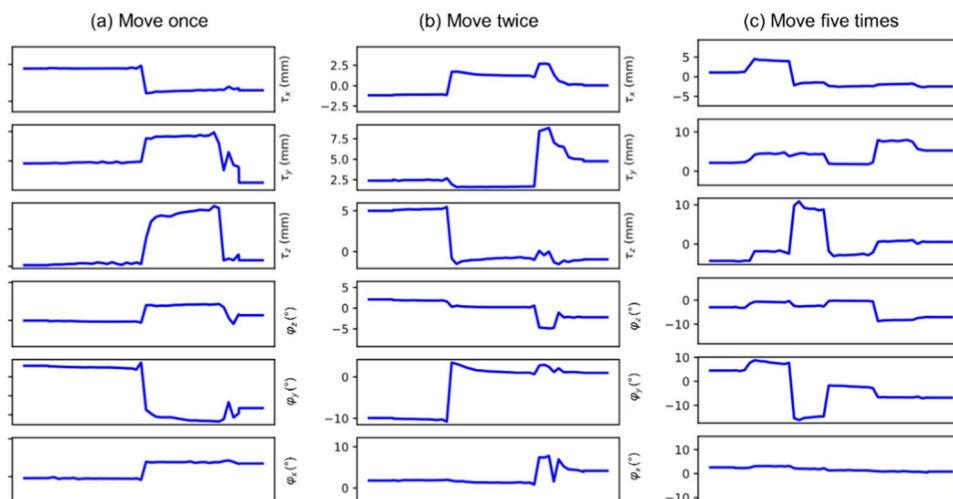 (a) Move once
(b) Move twice
(c) Move five times
2.5
0.0
−2.5
τx (mm)
5
0
−5
τx (mm)
7.5
5.0
2.5
τy (mm)
10
0
τy (mm)
5
0
τz (mm)
10
0
τz (mm)
5
0
−5
φz(°)
0
−10
φz(°)
0
−10
φy(°)
10
0
−10
φy(°)
10
0
φx(°)
10
0
−10
φx(°)